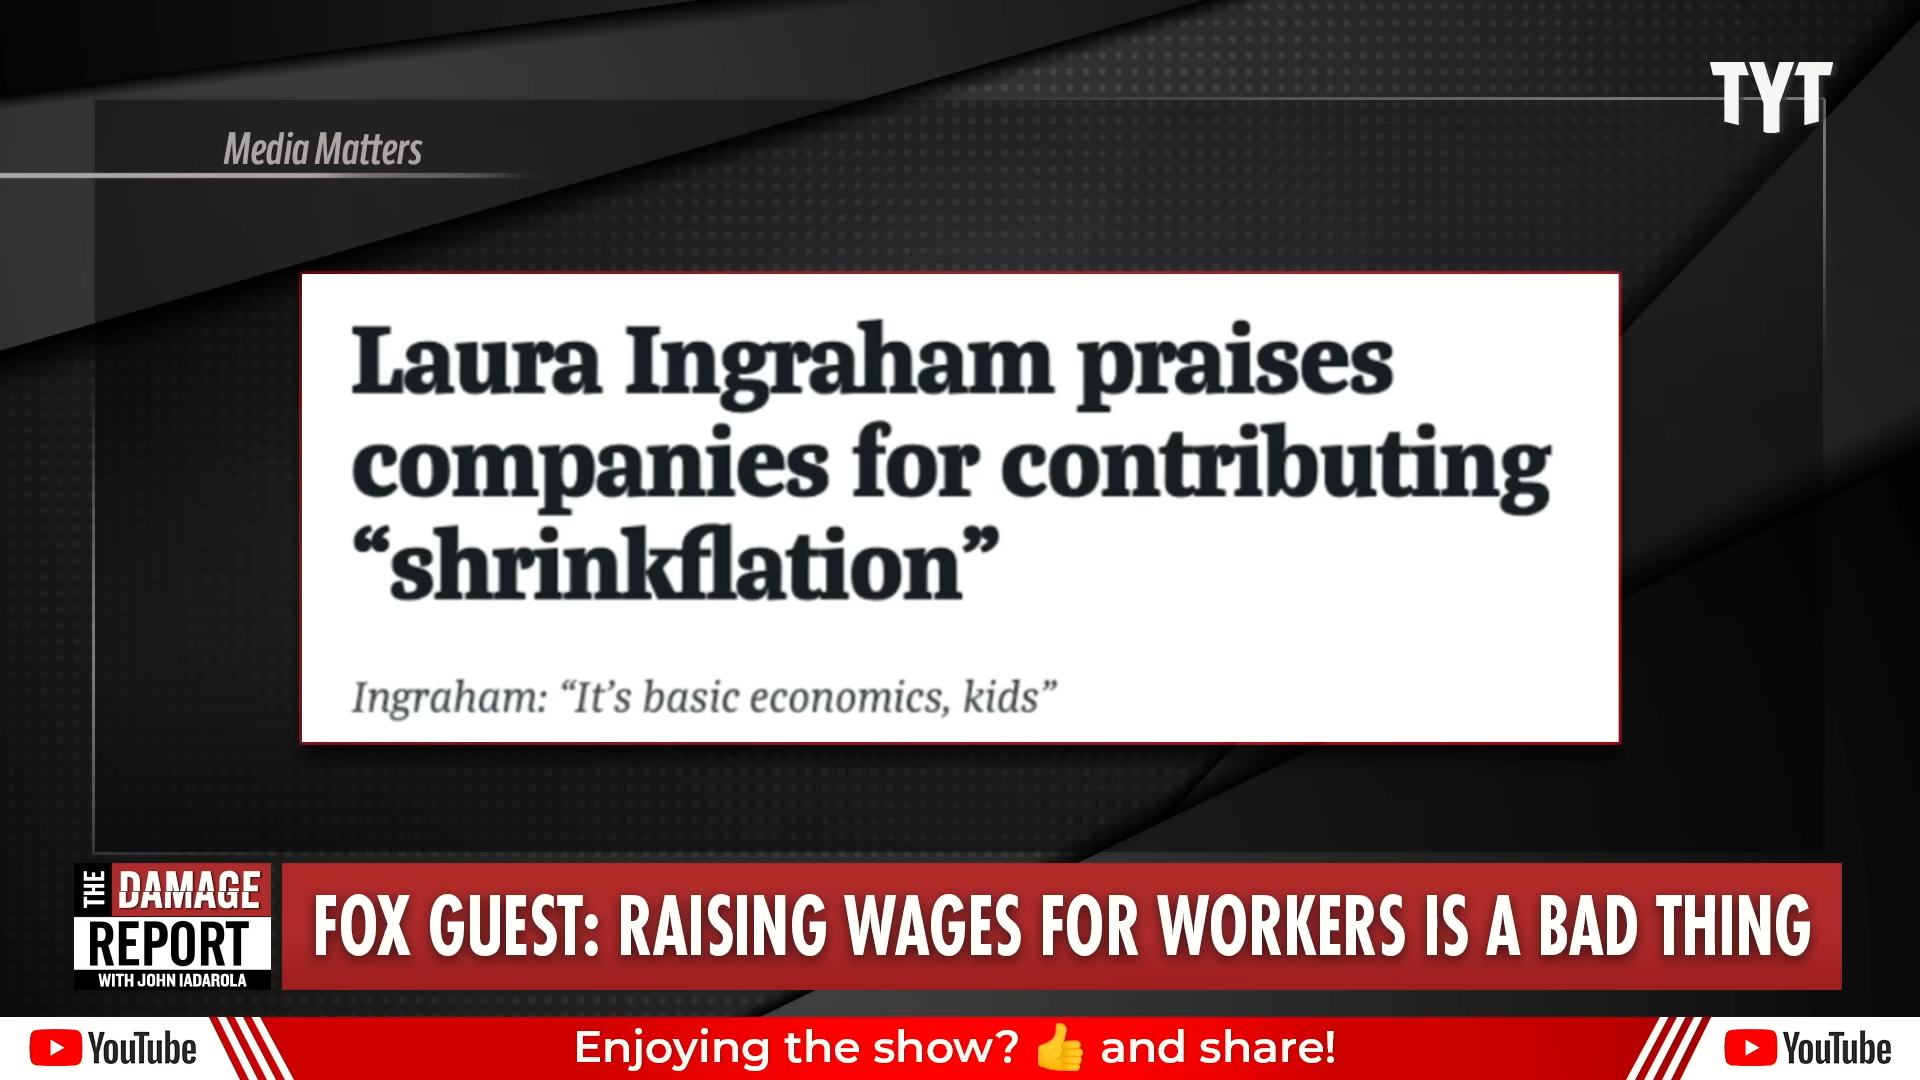 TYT
Media Matters
Laura Ingraham praises
companies for contributing
“shrinkflation”
Ingraham: “It’s basic economics, kids”
THE DAMAGE
REPORT
WITH JOHN IADAROLA
FOX GUEST: RAISING WAGES FOR WORKERS IS A BAD THING
YouTube
Enjoying the show? 👍 and share!
YouTube